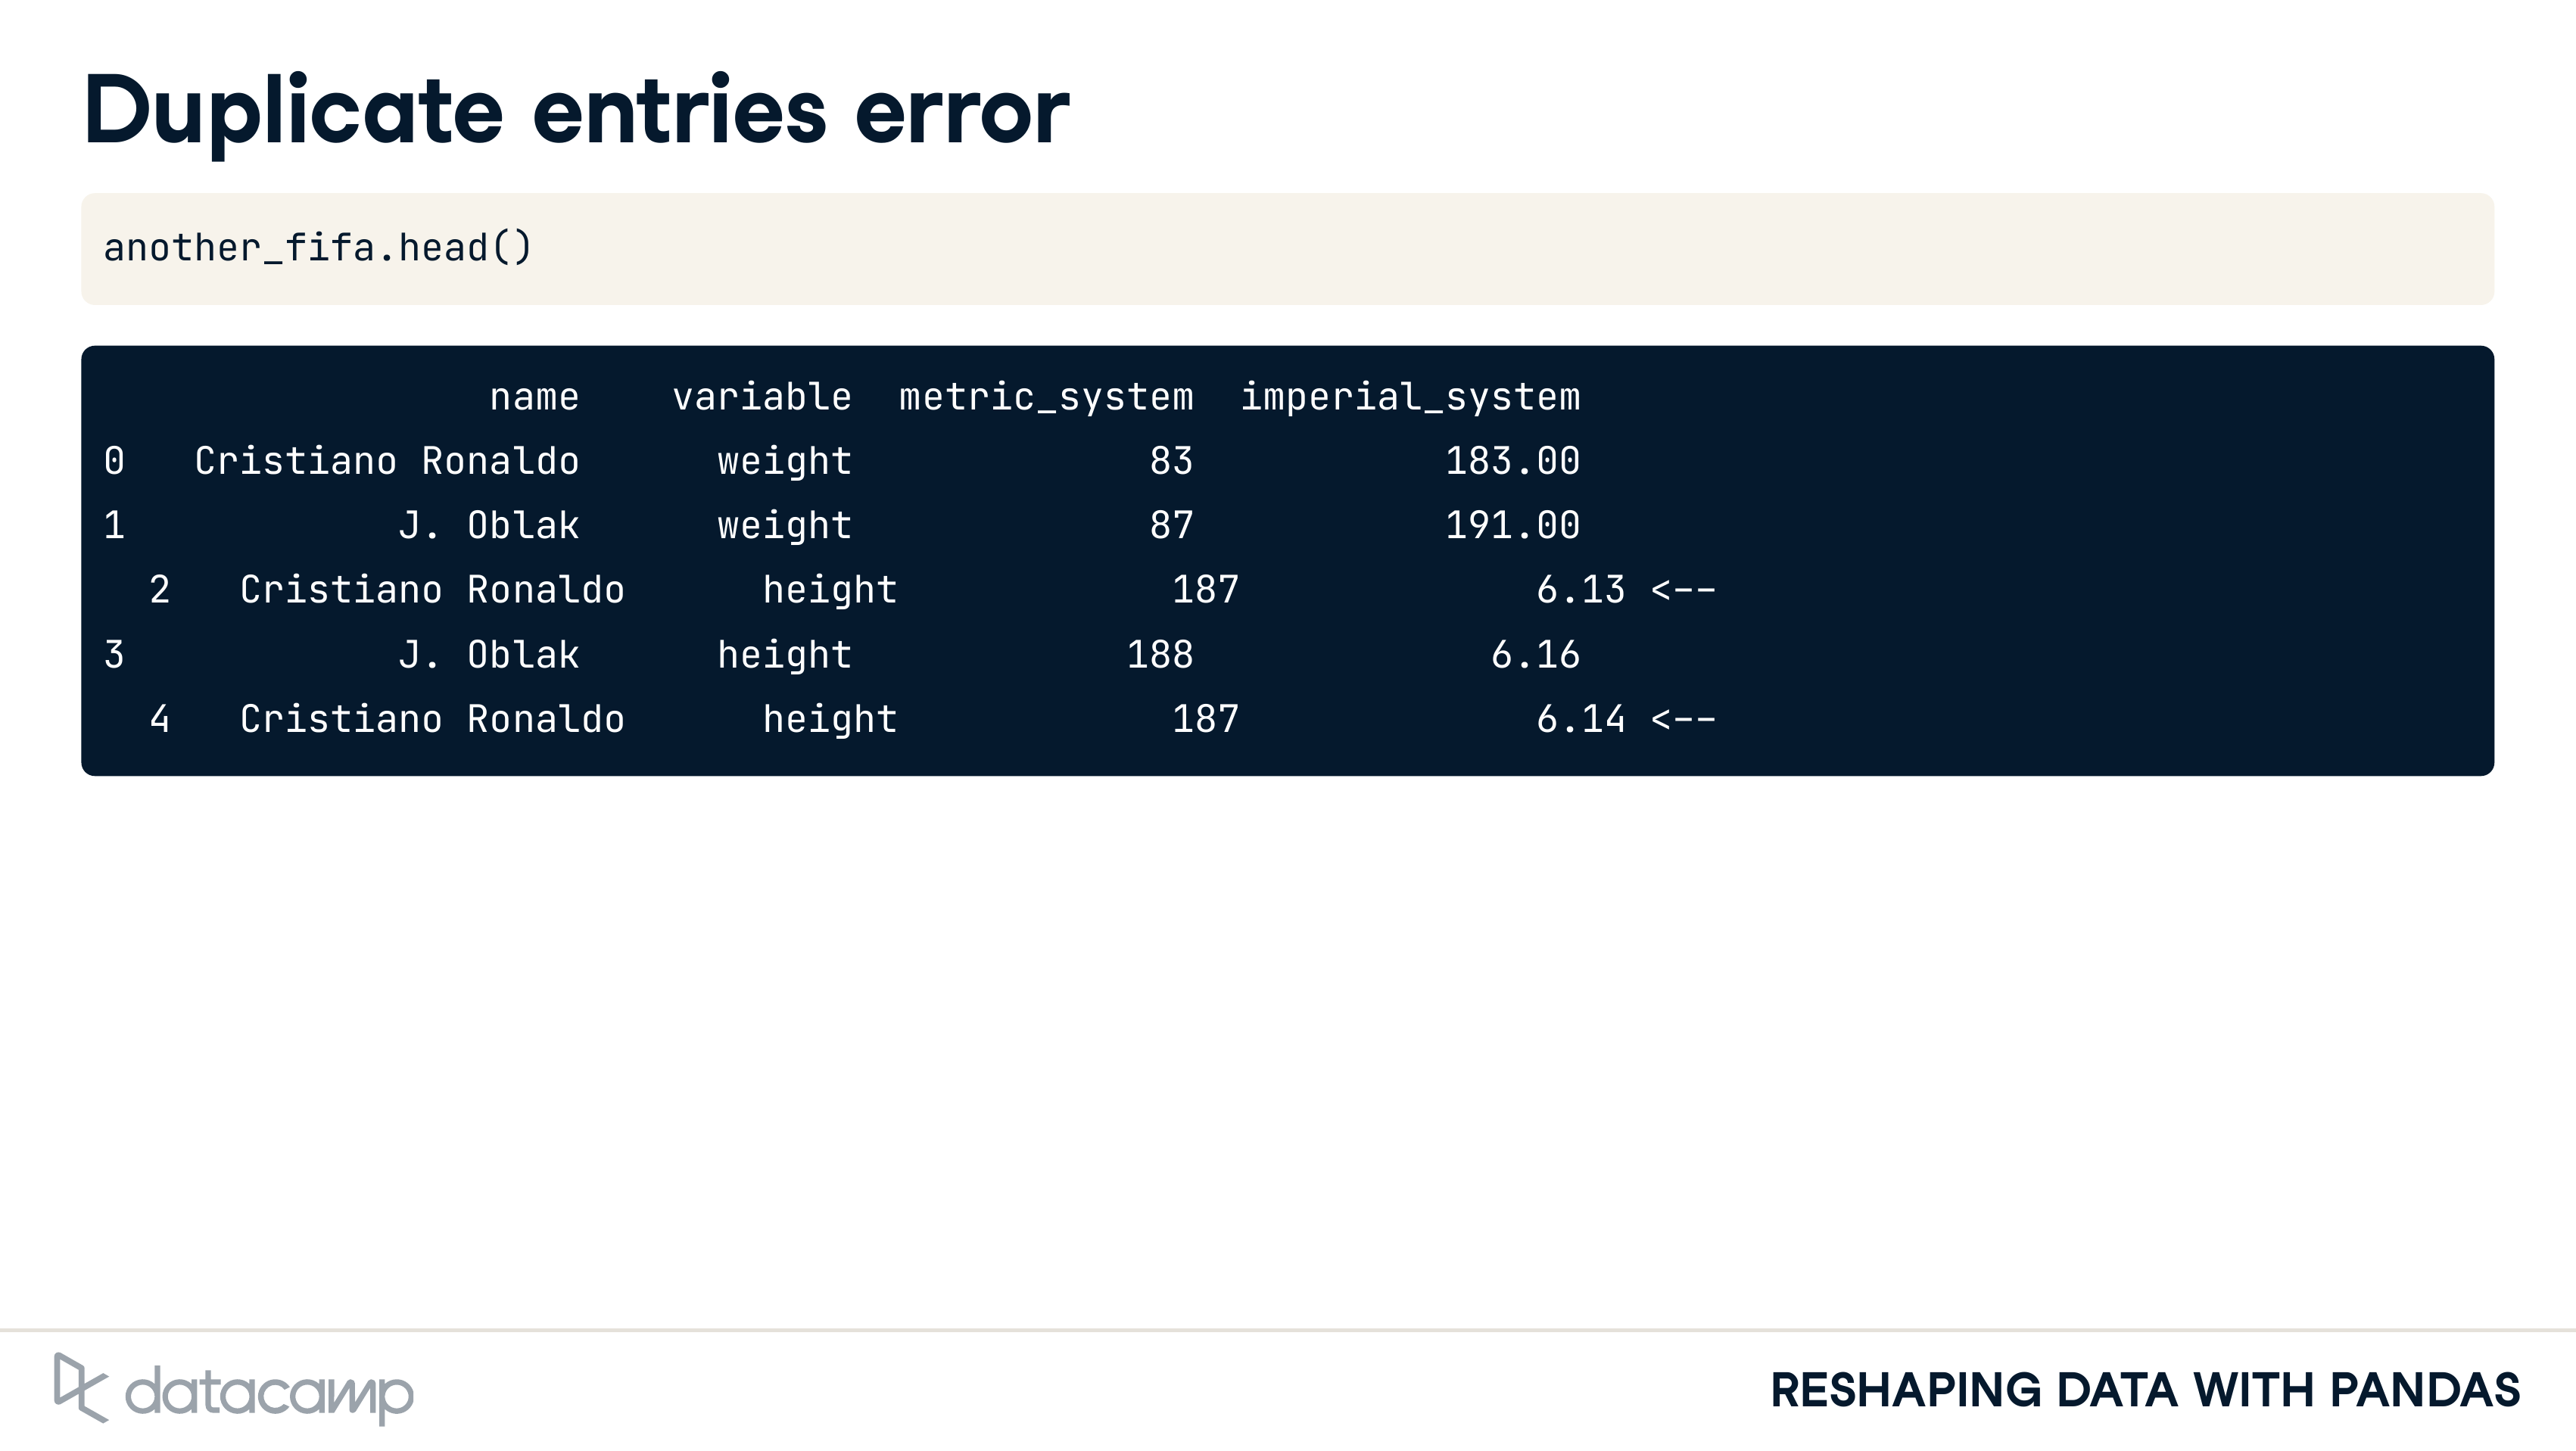 Duplicate entries error
another_fifa.head()
name variable metric_system imperial_system
0 Cristiano Ronaldo weight 83 183.00
1 J. Oblak weight 87 191.00
2 Cristiano Ronaldo height 187 6.13 <--
3 J. Oblak height 188 6.16
4 Cristiano Ronaldo height 187 6.14 <--
datacamp
RESHAPING DATA WITH PANDAS